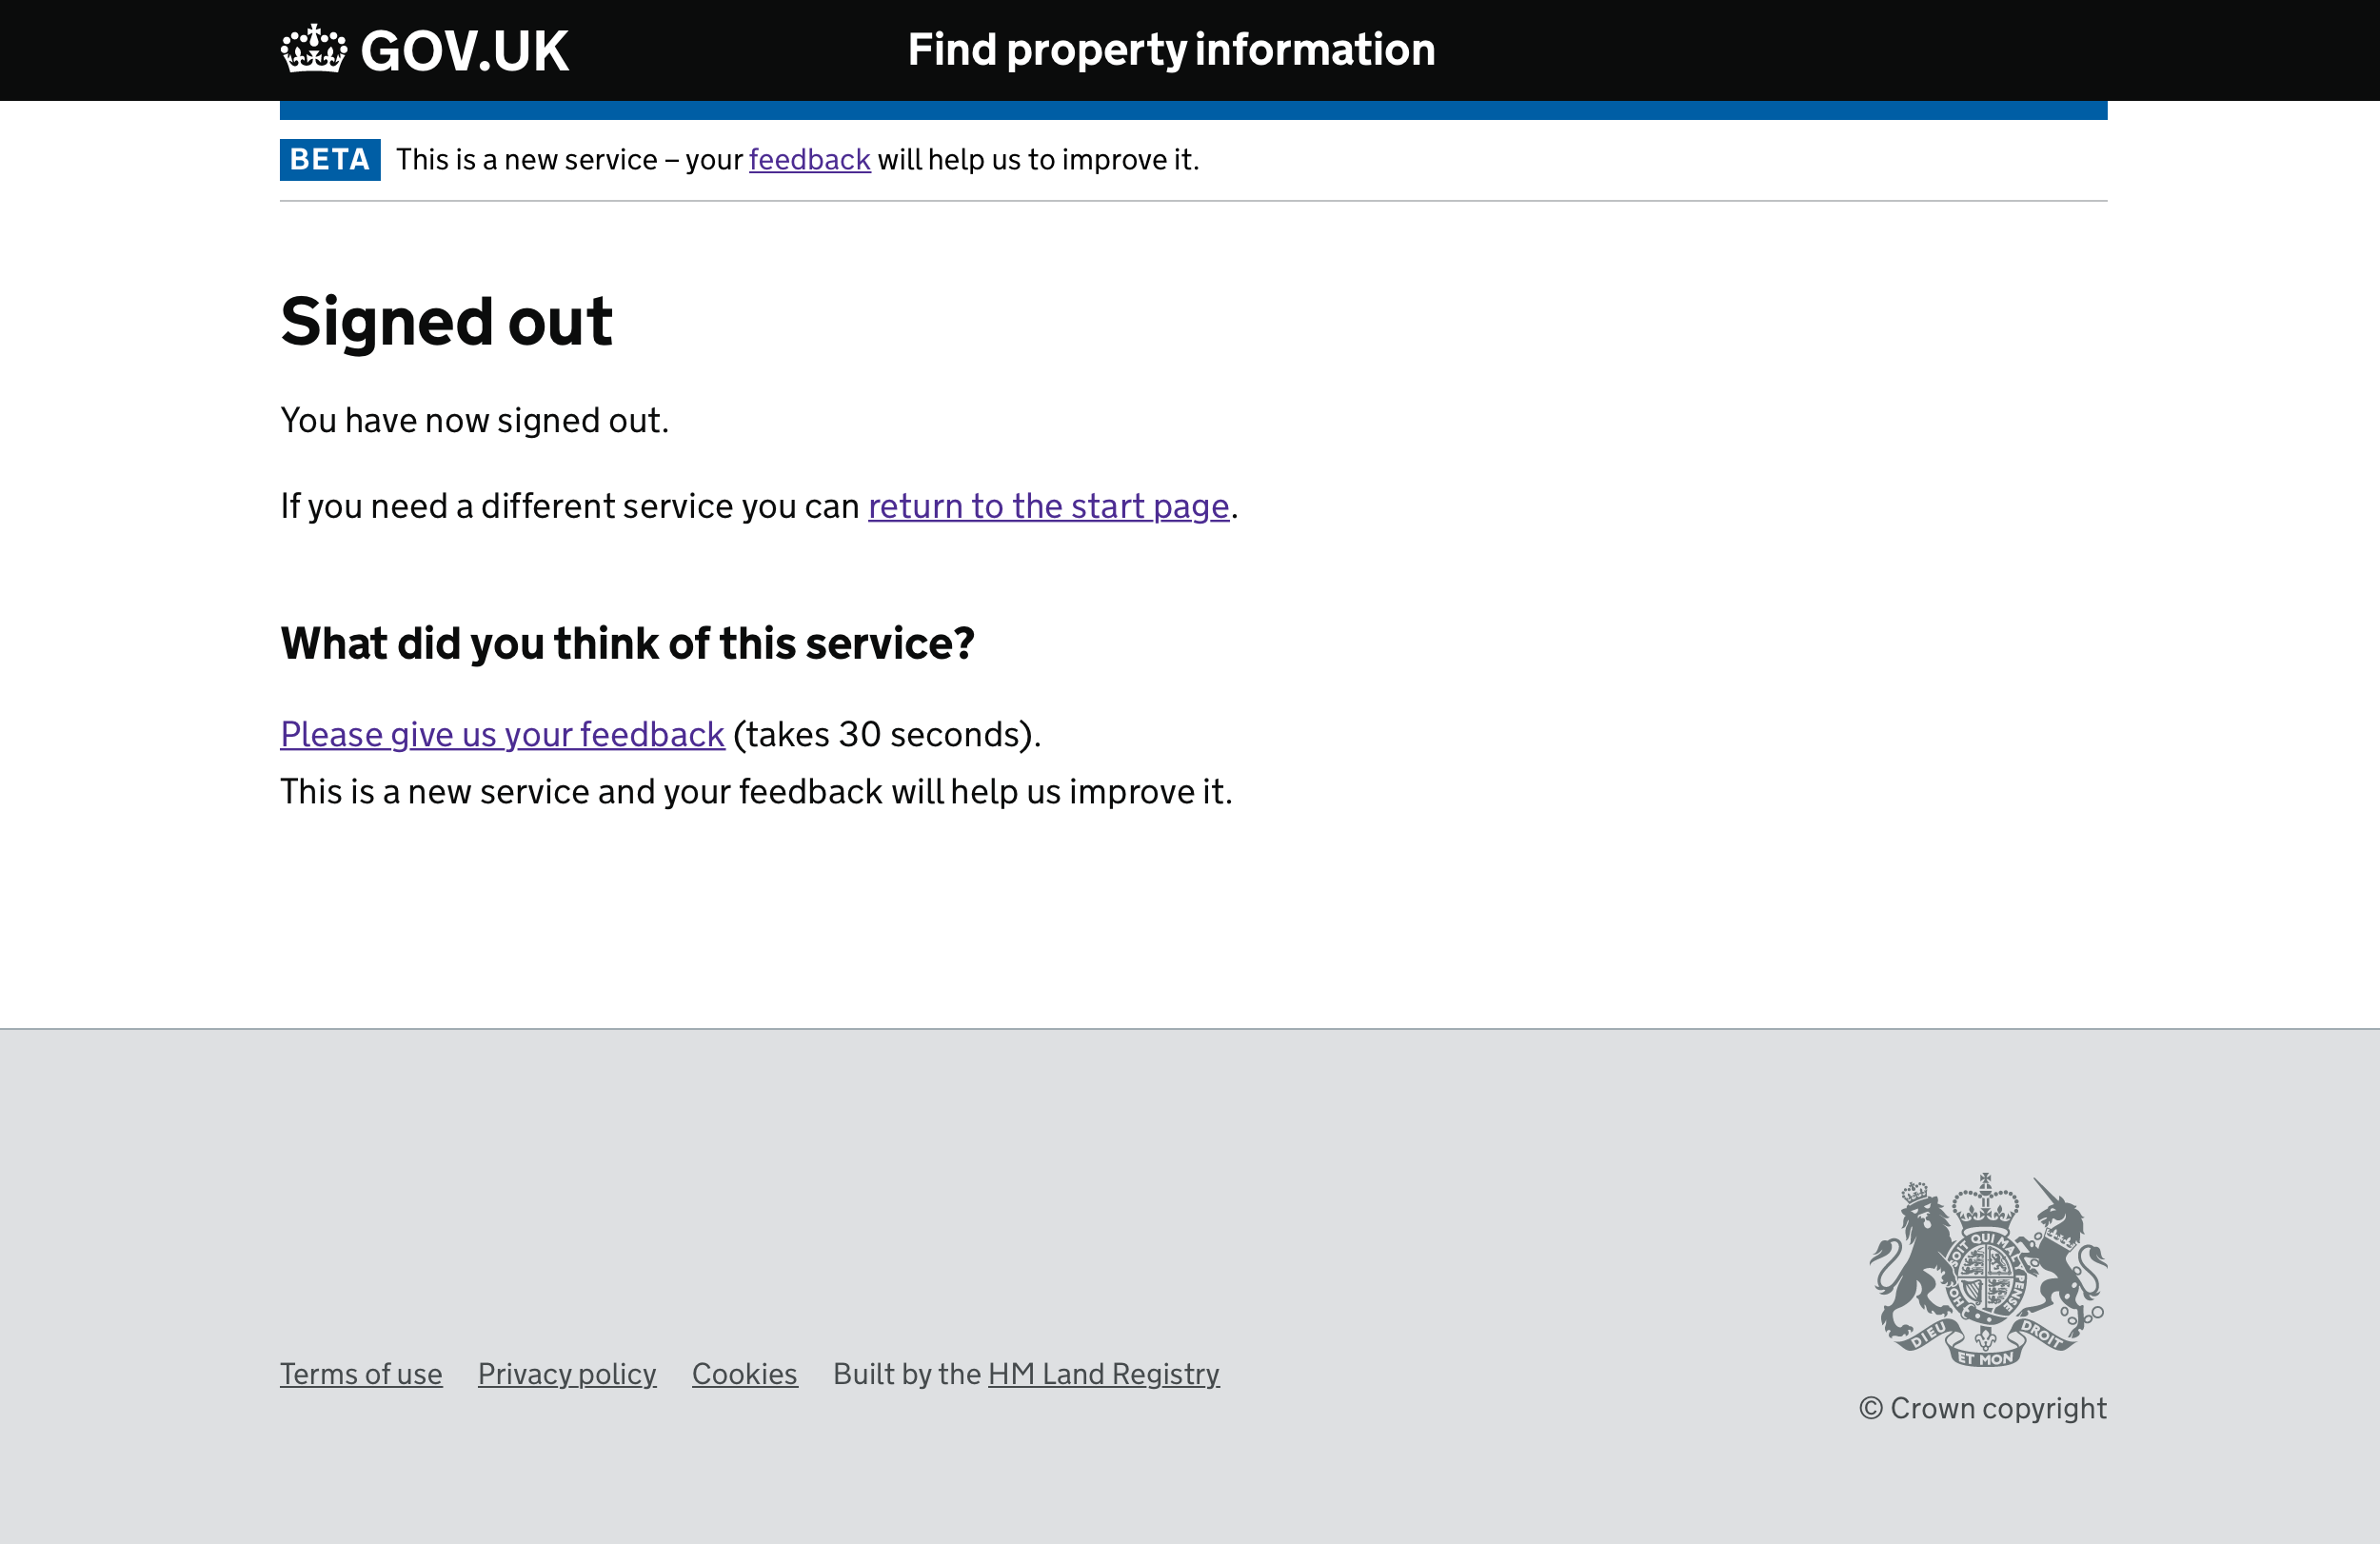 GOV.UK
Find property information
BETA This is a new service – your feedback will help us to improve it.
Signed out
You have now signed out.
If you need a different service you can return to the start page.
What did you think of this service?
Please give us your feedback (takes 30 seconds).
This is a new service and your feedback will help us improve it.
Terms of use Privacy policy Cookies Built by the HM Land Registry
QUI MAL
PENSE
DIEU ET MON DROIT
© Crown copyright